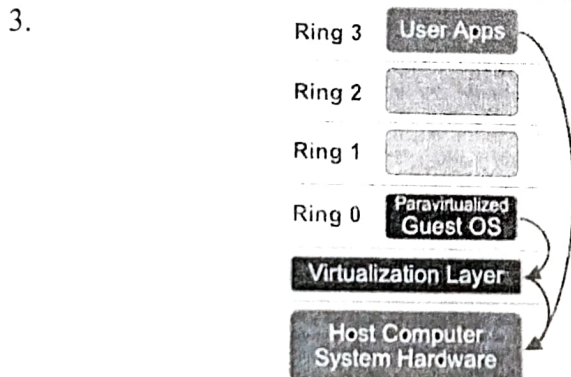 3.
Ring 3 User Apps
Ring 2
Ring 1
Ring 0 Paravirtualized
Guest OS
Virtualization Layer
Host Computer
System Hardware